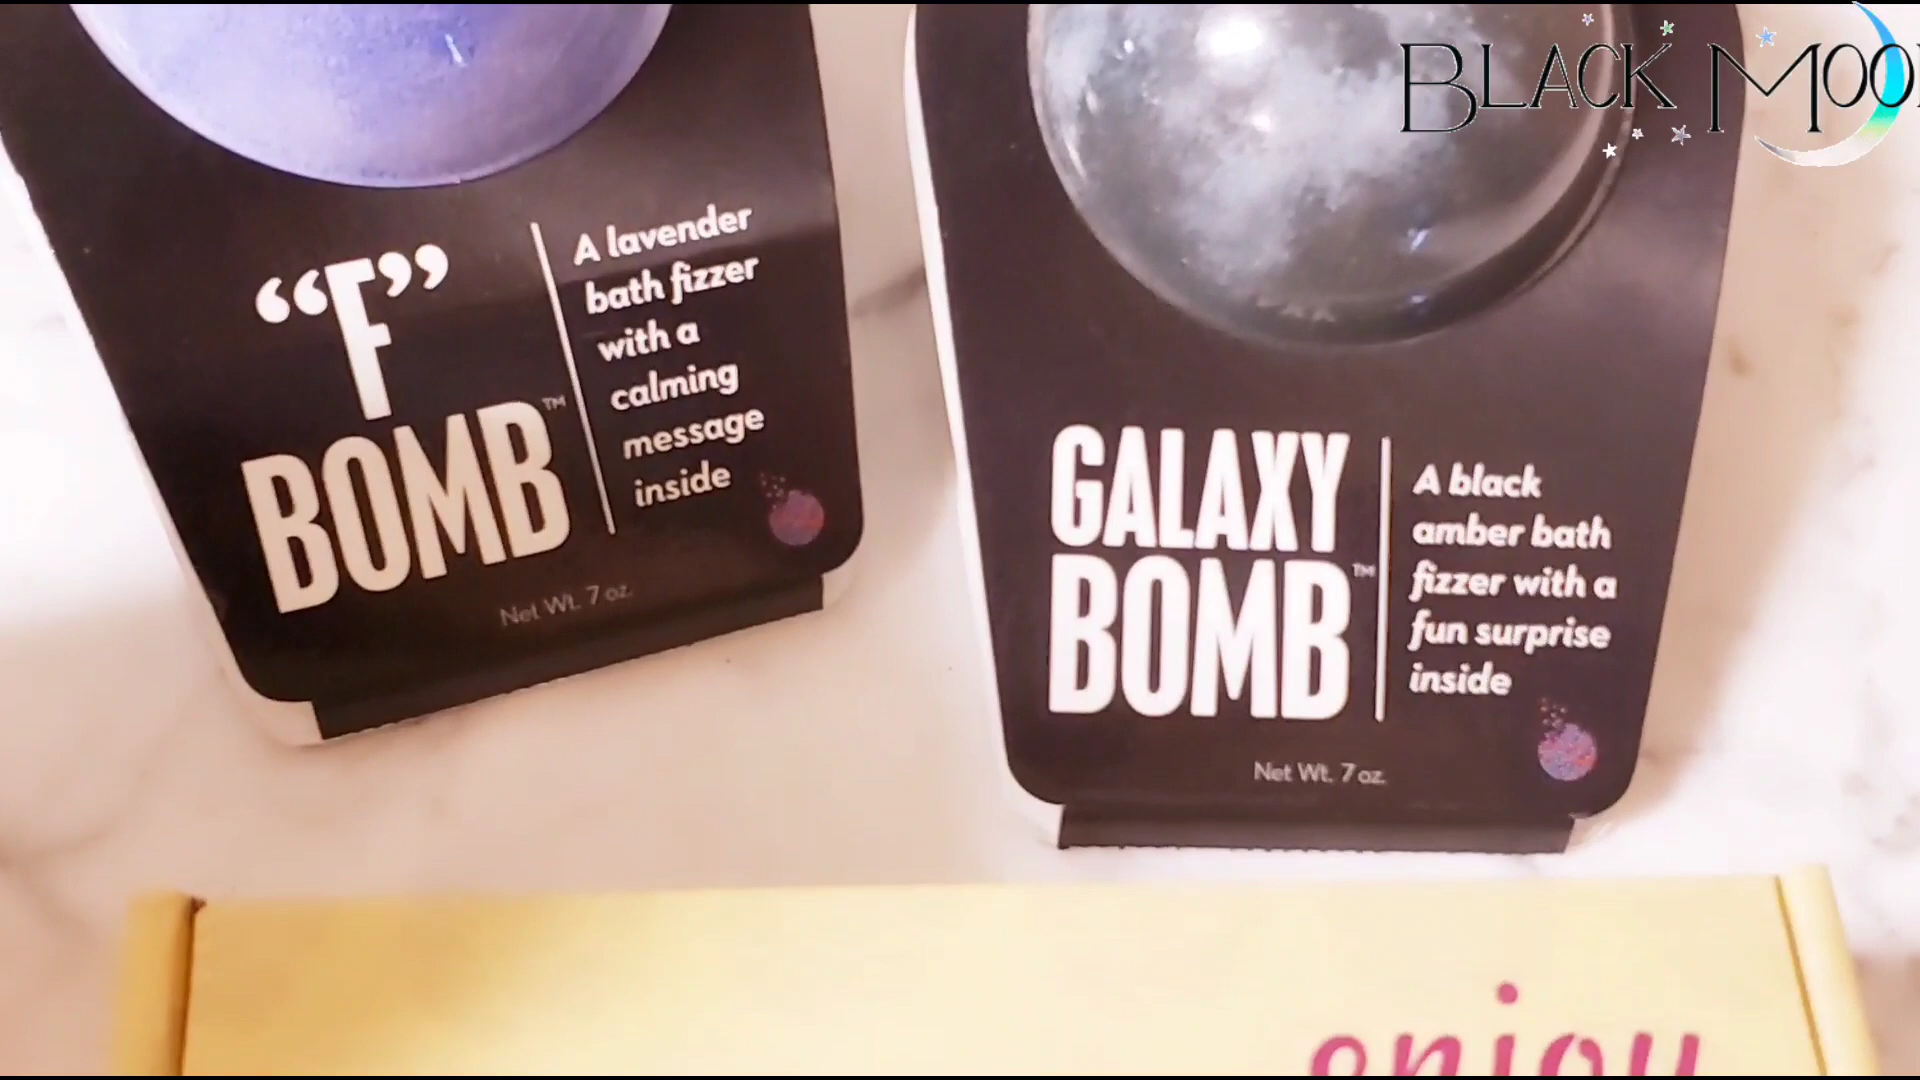 “F”
BOMB™
A lavender
bath fizzer
with a
calming
message
inside
Net Wt. 7 oz.
BLACK MOO
GALAXY
BOMB™
A black
amber bath
fizzer with a
fun surprise
inside
Net Wt. 7 oz.
enjoy